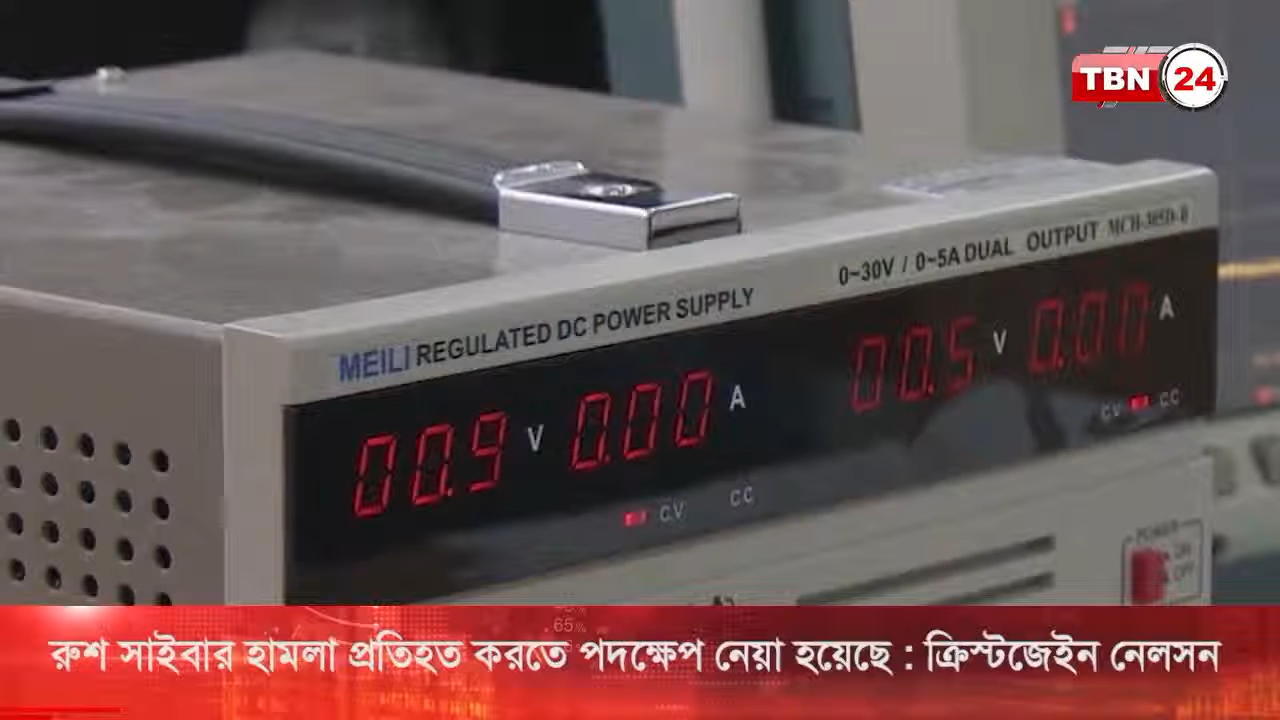 TBN 24
MEILI REGULATED DC POWER SUPPLY
0~30V / 0~5A DUAL OUTPUT MCH-305D-II
00.9 V 0.00 A
00.5 V 0.00 A
CV CC
CV CC
POWER
ON
OFF
65%
রুশ সাইবার হামলা প্রতিহত করতে পদক্ষেপ নেয়া হয়েছে : ক্রিস্টজেইন নেলসন